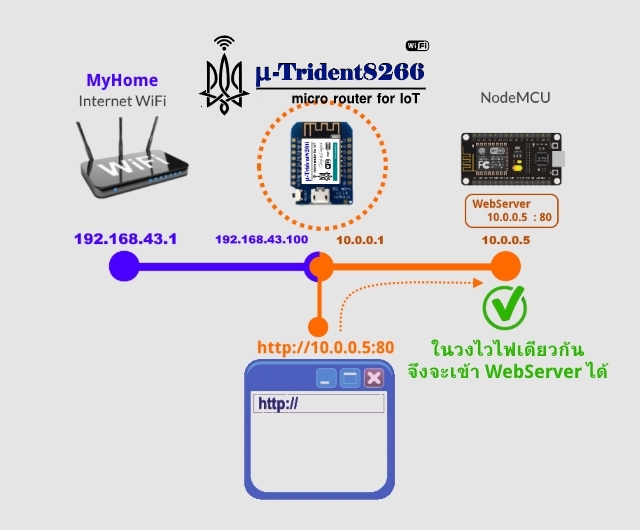 WiFi
µ-Trident8266
micro router for IoT
MyHome
Internet WiFi
NodeMCU
WiFi
µ-Trident8266
WebServer
10.0.0.5 : 80
192.168.43.1
192.168.43.100
10.0.0.1
10.0.0.5
http://10.0.0.5:80
ในวงไวไฟเดียวกัน
จึงจะเข้า WebServer ได้
http://